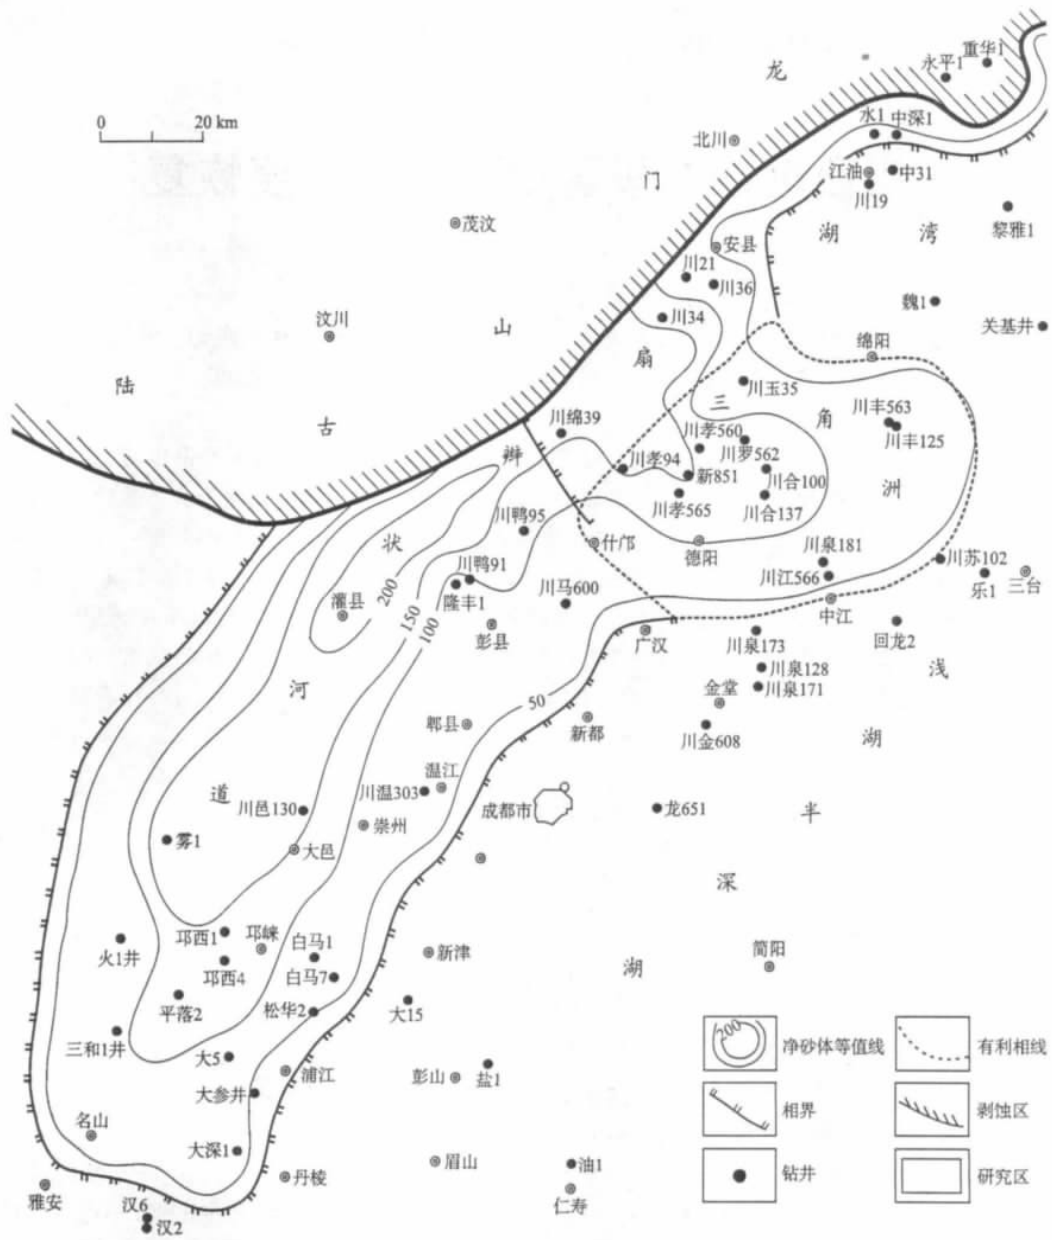 重华1
永平1
龙
0 20 km
水1 中深1
北川
江油
中31
川19
门
茂汶
湖 湾
黎雅1
安县
川21
川36
魏1
汶川
山
川34
关基井
绵阳
扇
陆
川玉35
三
角
川丰563
川丰125
古
川绵39
川孝560
川罗562
辫
川孝94
新851
川合100
洲
川孝565
川合137
川鸭95
状
什邡
德阳
川泉181
川苏102
川鸭91
川江566
乐1
三台
200
灌县
隆丰1
川马600
150
中江
100
彭县
广汉
川泉173
回龙2
川泉128
浅
河
川泉171
50
金堂
郫县
新都
川金608
湖
温江
道
川温303
川邑130
成都市
龙651
半
崇州
雾1
大邑
深
邛西1
邛崃
白马1
火1井
新津
简阳
邛西4
白马7
湖
平落2
松华2
大15
三和1井
200
净砂体等值线
有利相线
大5
浦江
彭山
盐1
大参井
相界
剥蚀区
名山
大深1
眉山
油1
钻井
研究区
丹棱
雅安
仁寿
汉6
汉2